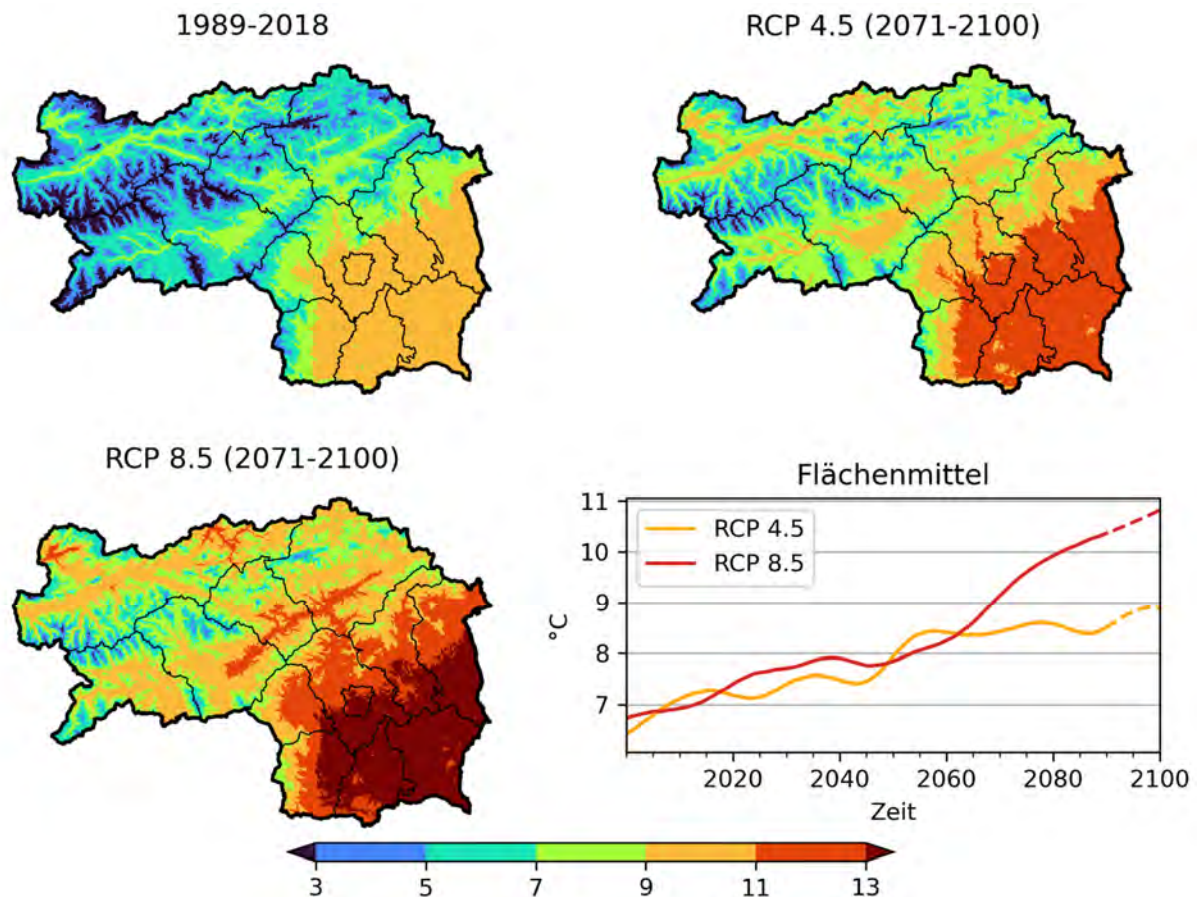 1989-2018
RCP 4.5 (2071-2100)
RCP 8.5 (2071-2100)
Flächenmittel
11
10
9
8
7
°C
RCP 4.5
RCP 8.5
2020 2040 2060 2080 2100
Zeit
3 5 7 9 11 13